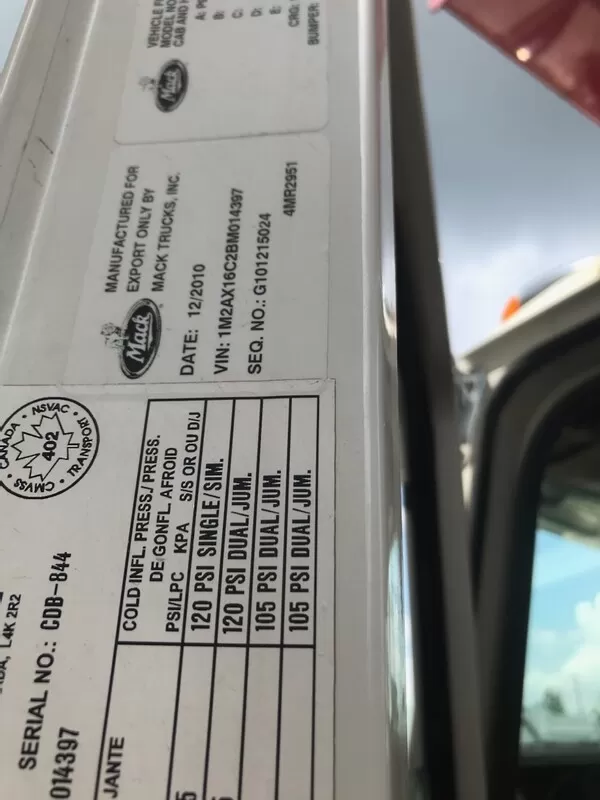 VEHICLE
MODEL NO
CAB AND
A:
B:
C:
D:
E:
CRG
BUMPER
Mack
MANUFACTURED FOR
EXPORT ONLY BY
MACK TRUCKS, INC.
Mack
DATE: 12/2010
VIN: 1M2AX16C2BM014397
SEQ. NO.: G101215024
4MR2951
CANADA
NSVAC
402
CMVSS
TRANSPORT
L4K 2R2
SERIAL NO.: CDB-844
014397
COLD INFL. PRESS./ PRESS.
DE GONFL. A FROID
PSI/LPC KPA S/S OR OU D/J
JANTE
120 PSI SINGLE/SIM.
120 PSI DUAL/JUM.
105 PSI DUAL/JUM.
105 PSI DUAL/JUM.